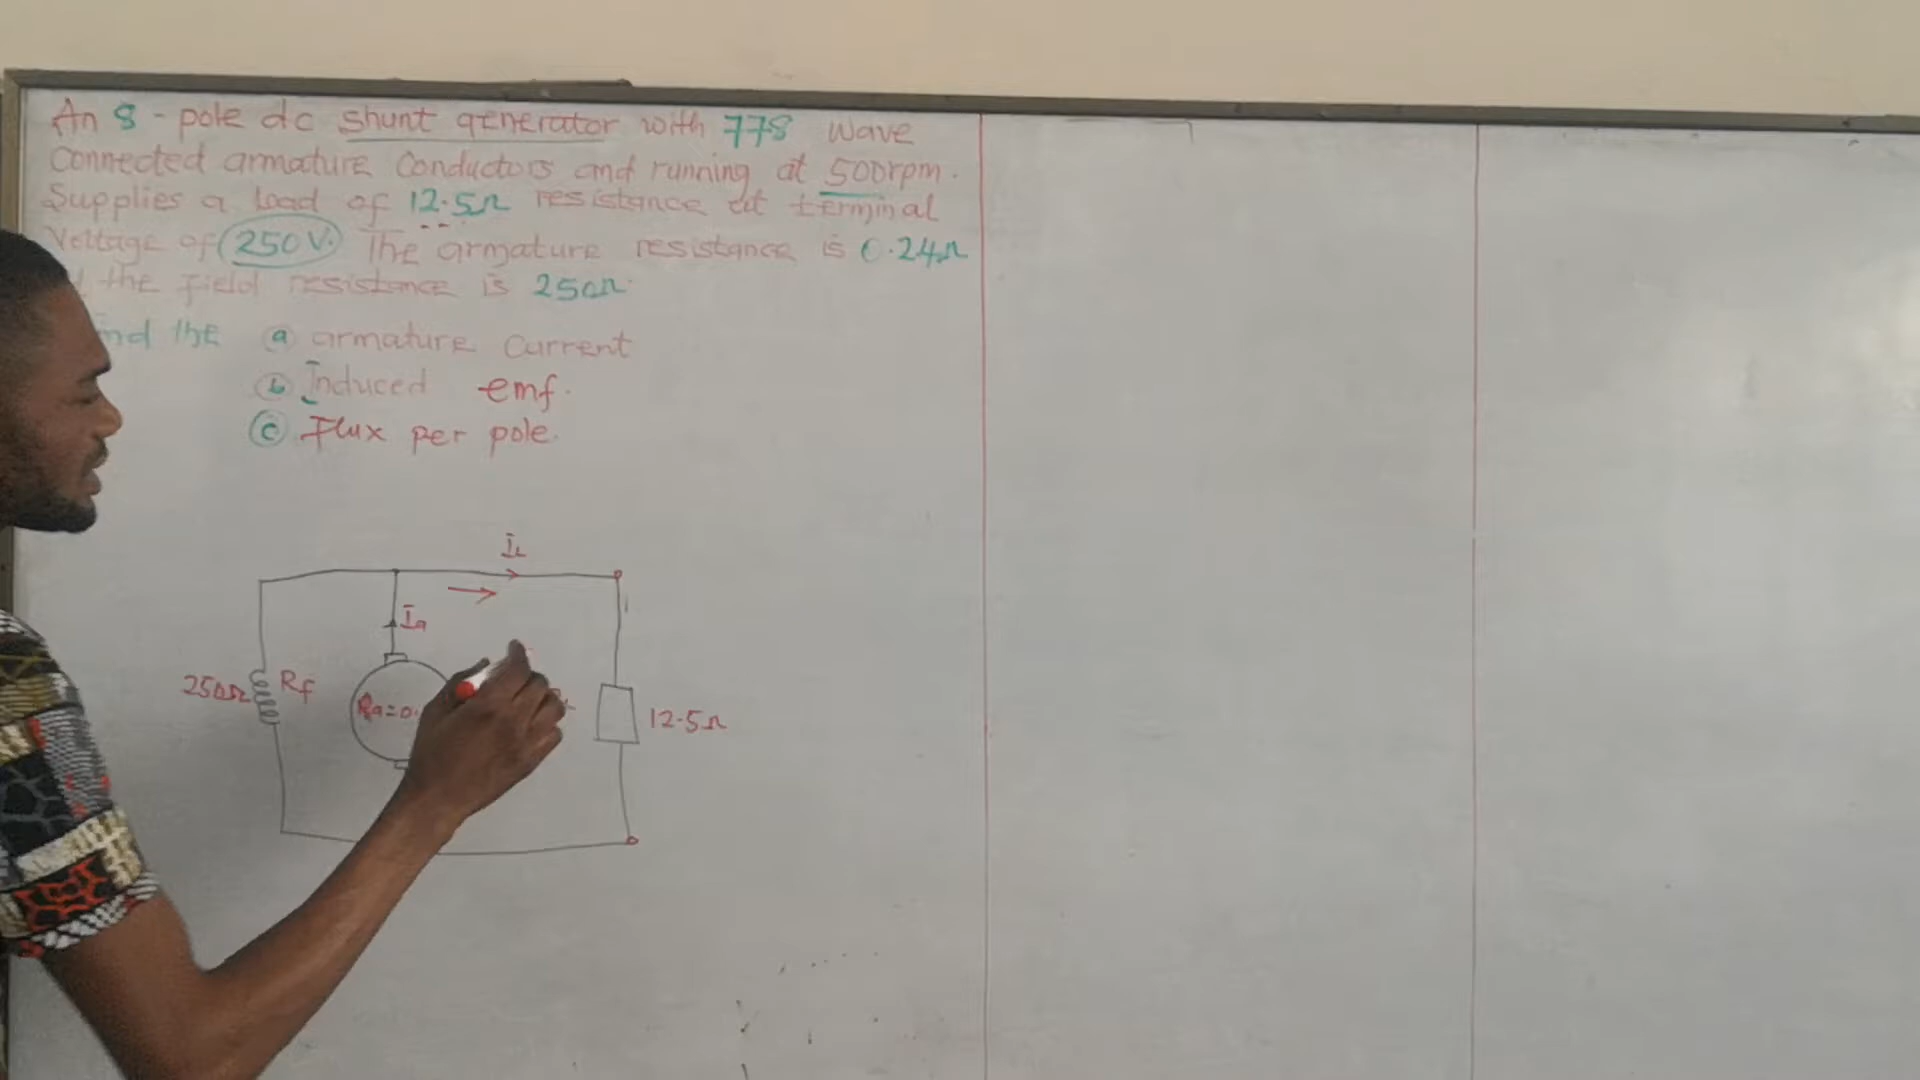 An 8 - pole dc shunt generator with 778 wave
Connected armature Conductors and running at 500rpm.
Supplies a load of 12.5Ω resistance at terminal
Voltage of 250V. The armature resistance is 0.24Ω
the field resistance is 250Ω.
the (a) armature Current
(b) Induced emf.
(c) Flux per pole.
IL
Ia
250Ω Rf
Ra=0.
12.5Ω